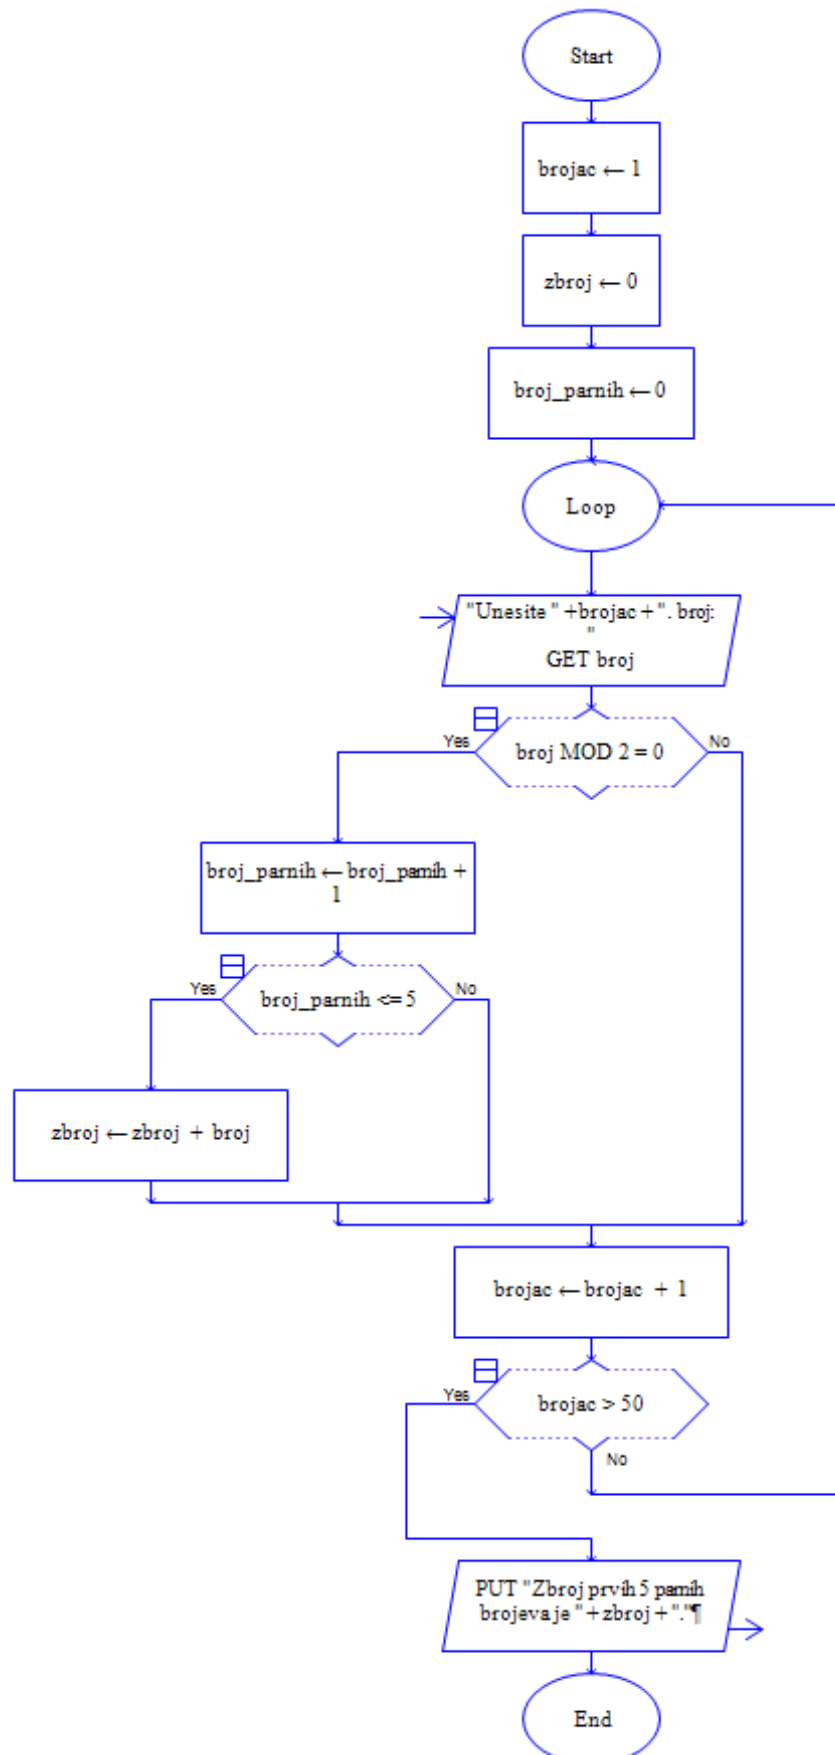 Start
brojac ← 1
zbroj ← 0
broj_parnih ← 0
Loop
"Unesite " +brojac + ". broj:
"
GET broj
Yes
broj MOD 2 = 0
No
broj_parnih ← broj_parnih +
1
Yes
broj_parnih <= 5
No
zbroj ← zbroj + broj
brojac ← brojac + 1
Yes
brojac > 50
No
PUT "Zbroj prvih 5 parnih
brojeva je " + zbroj + "."¶
End